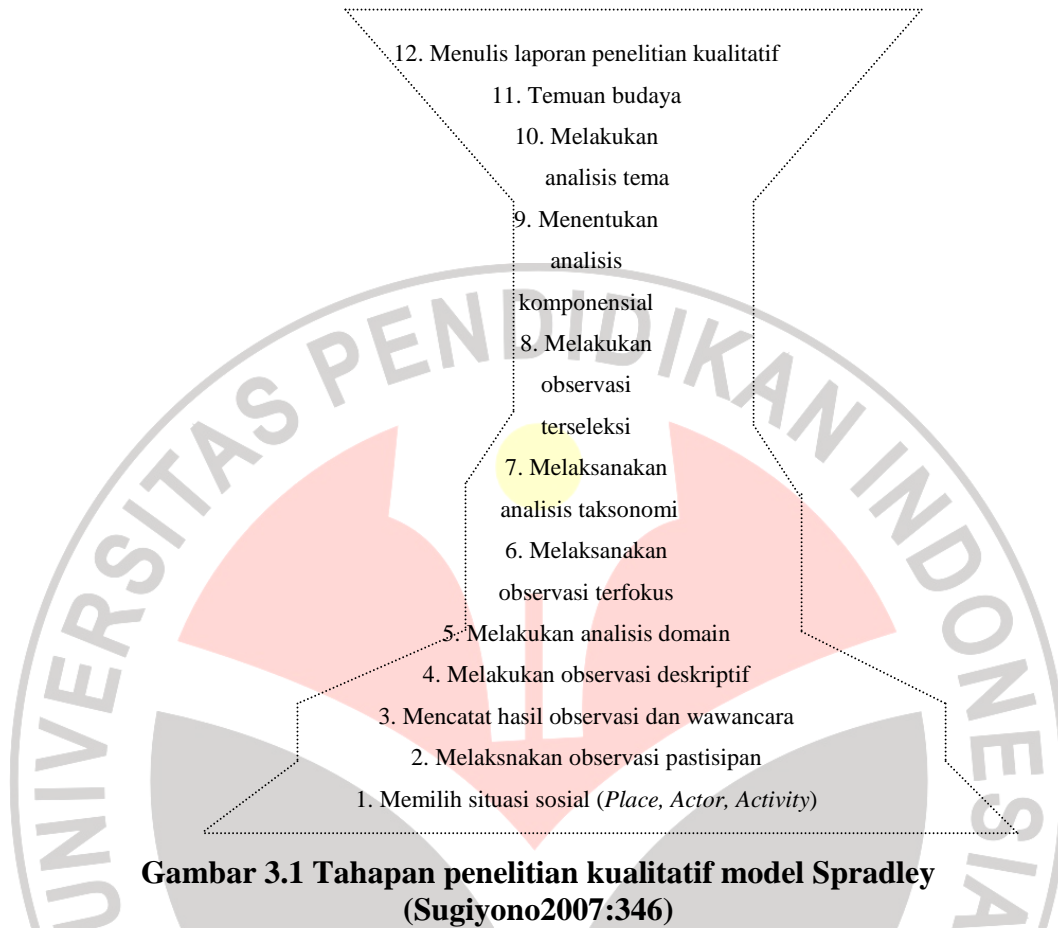 12. Menulis laporan penelitian kualitatif
11. Temuan budaya
10. Melakukan
analisis tema
9. Menentukan
analisis
komponensial
8. Melakukan
observasi
terseleksi
7. Melaksanakan
analisis taksonomi
6. Melaksanakan
observasi terfokus
5. Melakukan analisis domain
4. Melakukan observasi deskriptif
3. Mencatat hasil observasi dan wawancara
2. Melaksnakan observasi pastisipan
1. Memilih situasi sosial (Place, Actor, Activity)
Gambar 3.1 Tahapan penelitian kualitatif model Spradley
(Sugiyono2007:346)
UNIVERSITAS PENDIDIKAN INDONESIA